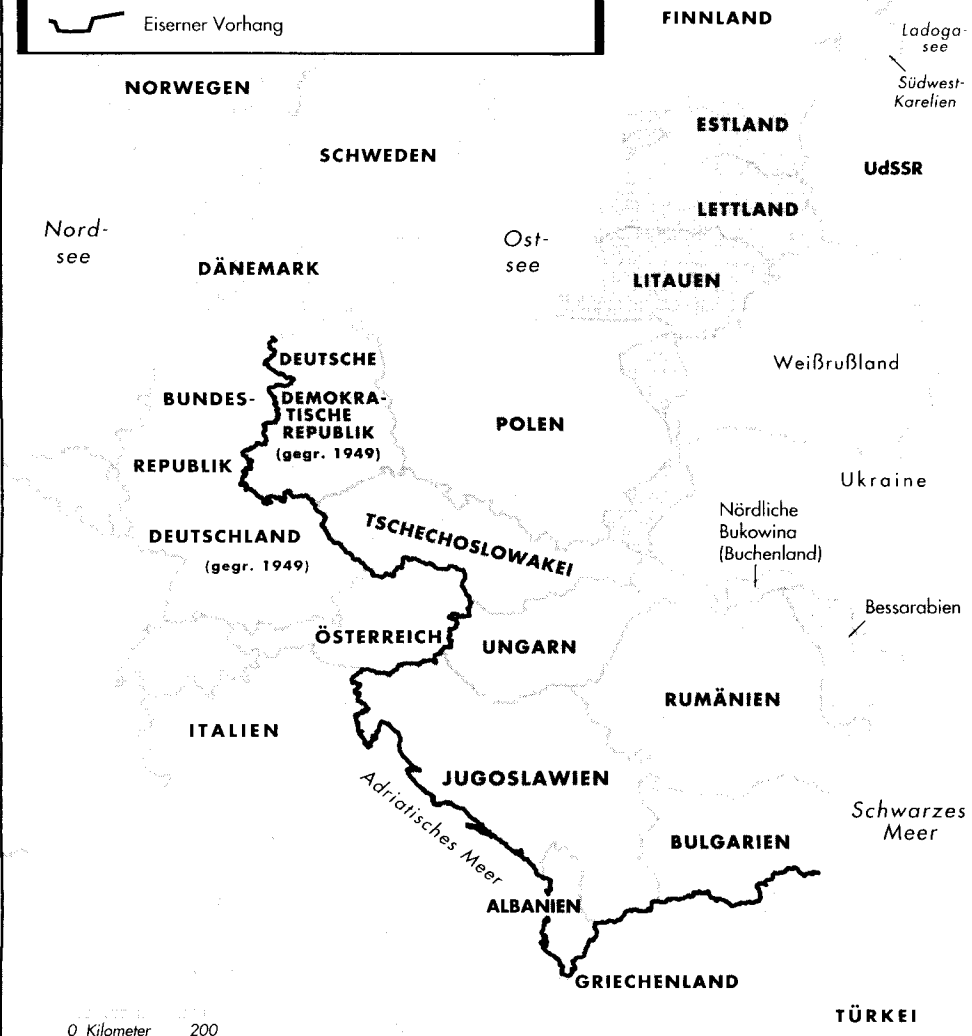 Eiserner Vorhang
FINNLAND
Ladoga-
see
Südwest-
Karelien
NORWEGEN
ESTLAND
SCHWEDEN
UdSSR
LETTLAND
Nord-
see
Ost-
see
DÄNEMARK
LITAUEN
DEUTSCHE
DEMOKRA-
TISCHE
REPUBLIK
(gegr. 1949)
Weißrußland
BUNDES-
REPUBLIK
DEUTSCHLAND
(gegr. 1949)
POLEN
Ukraine
TSCHECHOSLOWAKEI
Nördliche
Bukowina
(Buchenland)
Bessarabien
ÖSTERREICH
UNGARN
RUMÄNIEN
ITALIEN
JUGOSLAWIEN
Adriatisches Meer
Schwarzes
Meer
BULGARIEN
ALBANIEN
GRIECHENLAND
TÜRKEI
0 Kilometer 200